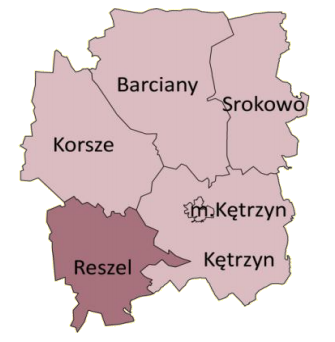 Barciany
Srokowo
Korsze
m.Kętrzyn
Kętrzyn
Reszel